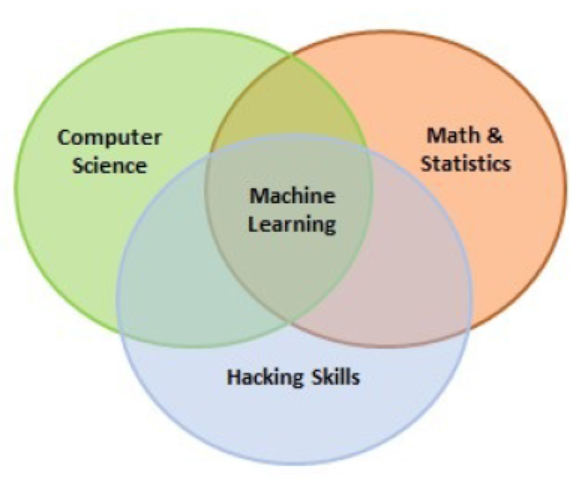 Computer
Science
Math &
Statistics
Machine
Learning
Hacking Skills